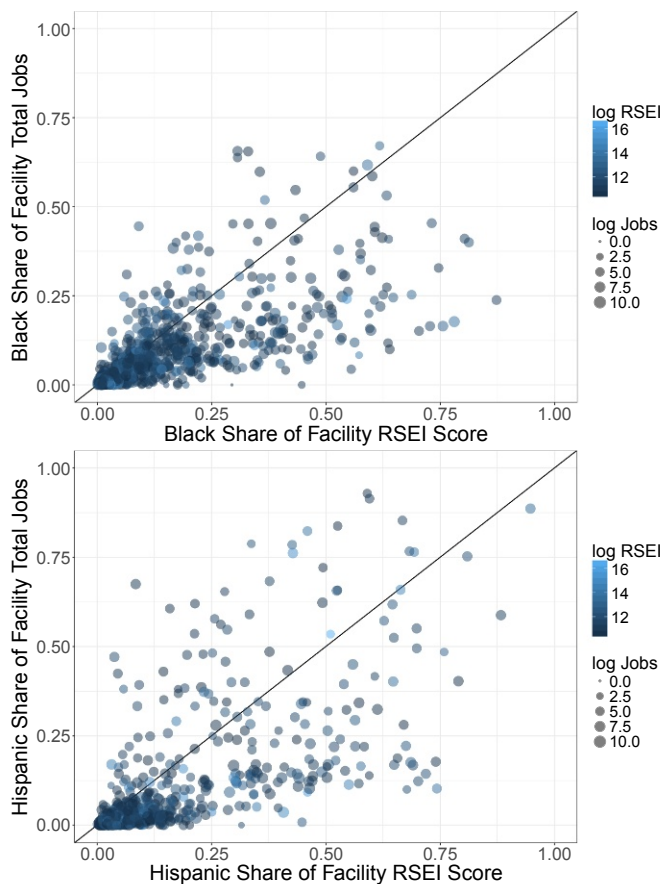 1.00
0.75
0.50
0.25
0.00
Black Share of Facility Total Jobs
0.00 0.25 0.50 0.75 1.00
Black Share of Facility RSEI Score
log RSEI
16
14
12
log Jobs
0.0
2.5
5.0
7.5
10.0
1.00
0.75
0.50
0.25
0.00
Hispanic Share of Facility Total Jobs
0.00 0.25 0.50 0.75 1.00
Hispanic Share of Facility RSEI Score
log RSEI
16
14
12
log Jobs
0.0
2.5
5.0
7.5
10.0